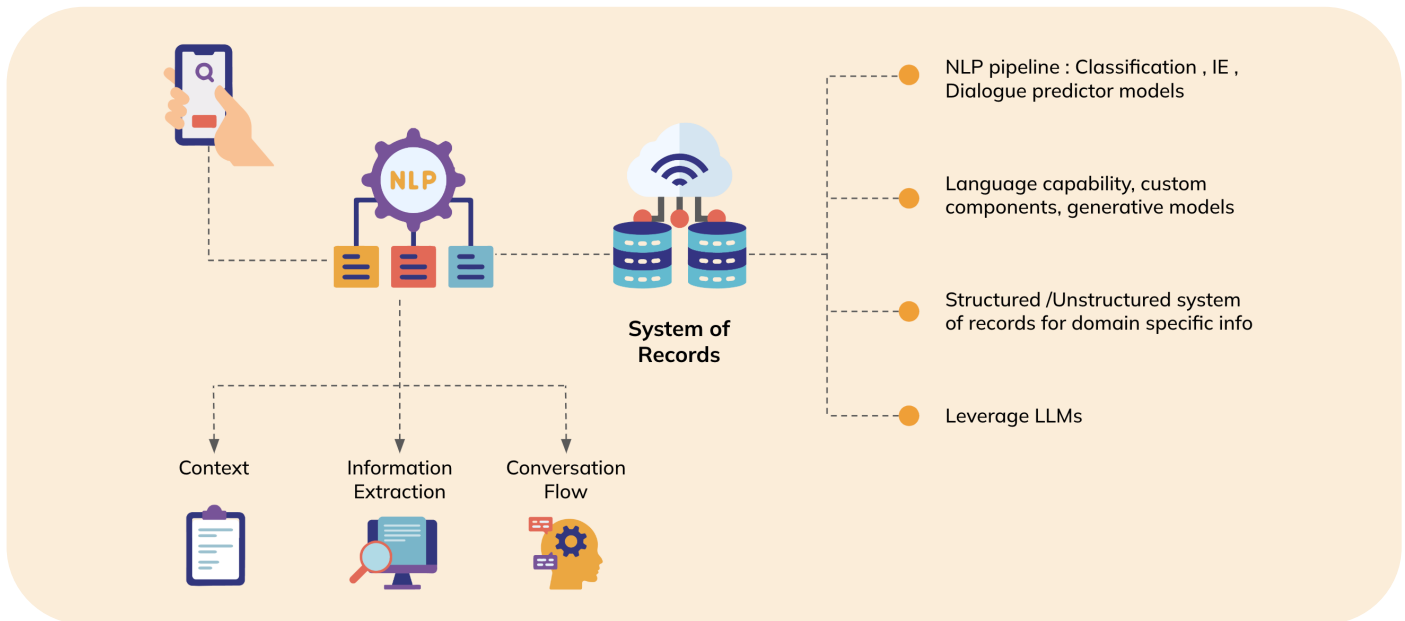 NLP
System of
Records
Context
Information
Extraction
Conversation
Flow
NLP pipeline : Classification , IE ,
Dialogue predictor models
Language capability, custom
components, generative models
Structured /Unstructured system
of records for domain specific info
Leverage LLMs